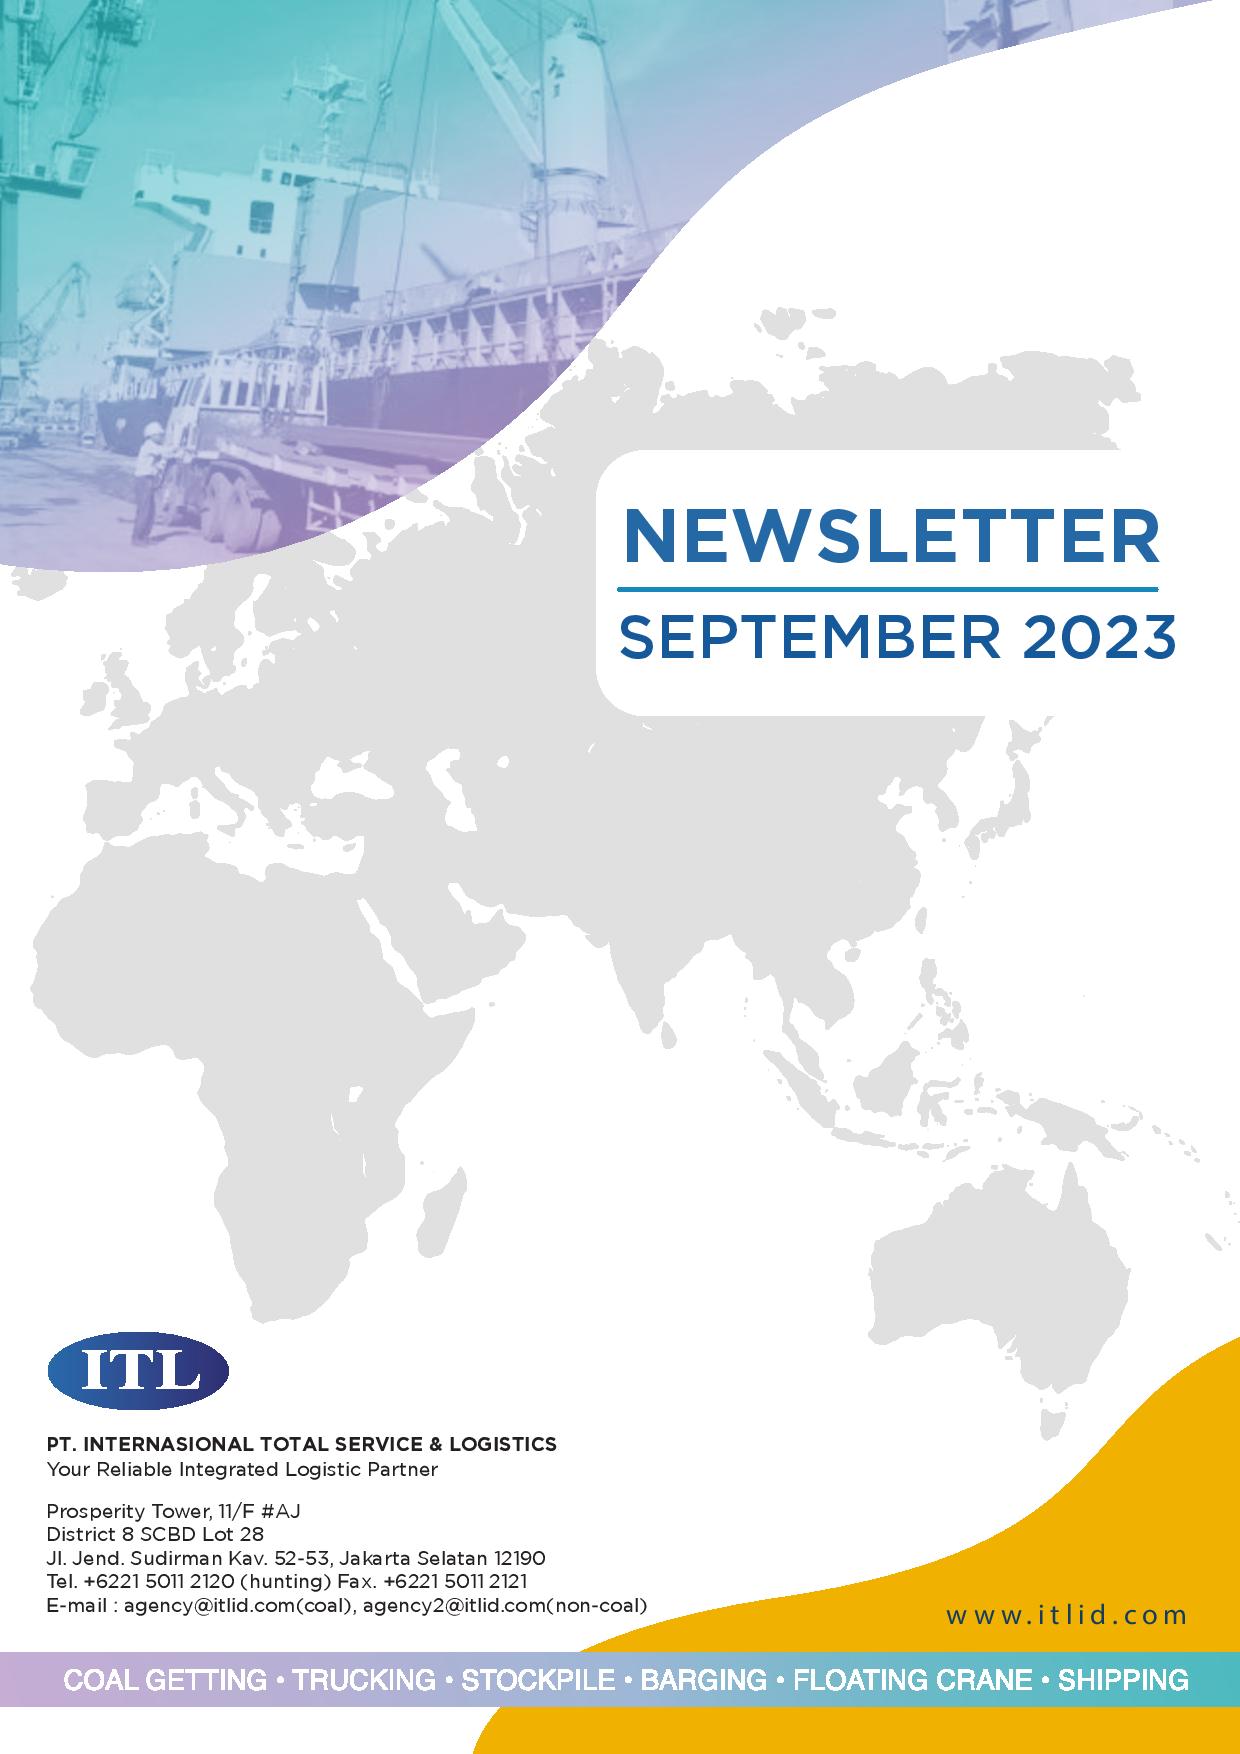 NEWSLETTER
SEPTEMBER 2023
ITL
PT. INTERNASIONAL TOTAL SERVICE & LOGISTICS
Your Reliable Integrated Logistic Partner
Prosperity Tower, 11/F #AJ
District 8 SCBD Lot 28
Jl. Jend. Sudirman Kav. 52-53, Jakarta Selatan 12190
Tel. +6221 5011 2120 (hunting) Fax. +6221 5011 2121
E-mail : agency@itlid.com(coal), agency2@itlid.com(non-coal)
www.itlid.com
COAL GETTING • TRUCKING • STOCKPILE • BARGING • FLOATING CRANE • SHIPPING